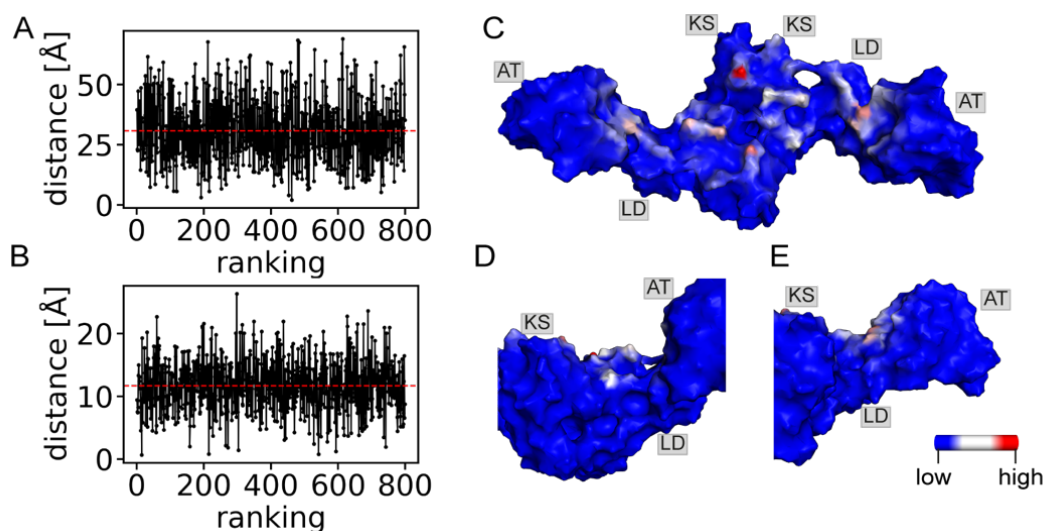 A
distance [Å]
50
25
0
0 200 400 600 800
ranking
B
distance [Å]
20
10
0
0 200 400 600 800
ranking
C
KS KS
LD
AT
AT
LD
D
AT
KS
LD
E
KS
AT
LD
low high